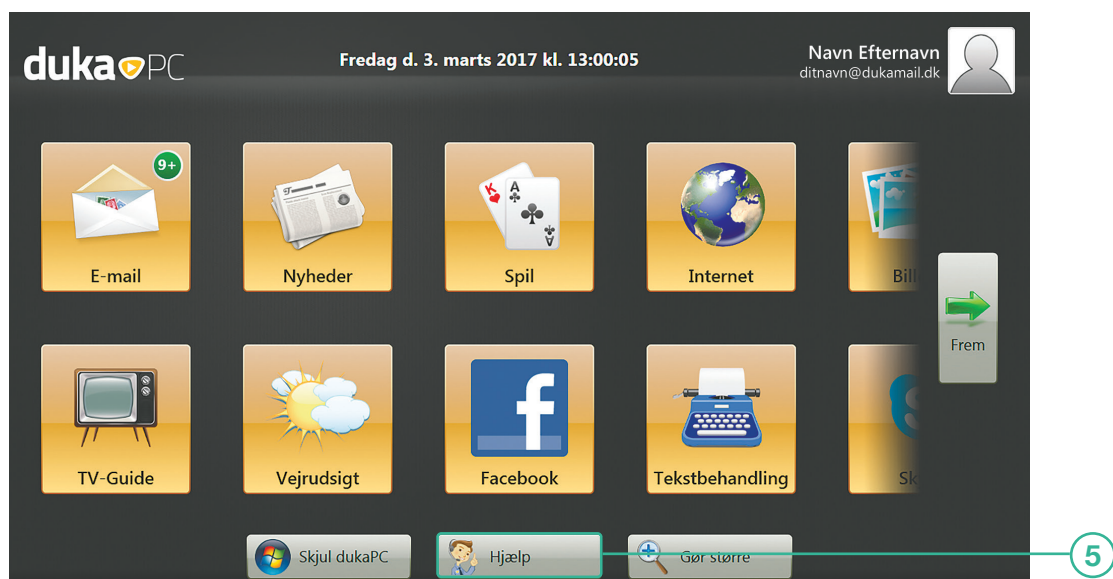 dukaPC
Fredag d. 3. marts 2017 kl. 13:00:05
Navn Efternavn
ditnavn@dukamail.dk
9+
E-mail
Nyheder
Spil
Internet
Bill
Frem
TV-Guide
Vejrudsigt
Facebook
Tekstbehandling
Sk
Skjul dukaPC
Hjælp
Gør større
5